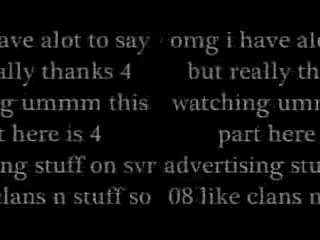 ave alot to say omg i have alo
ally thanks 4 but really th
g ummm this watching umm
t here is 4 part here
ng stuff on svr advertising stu
clans n stuff so 08 like clans n